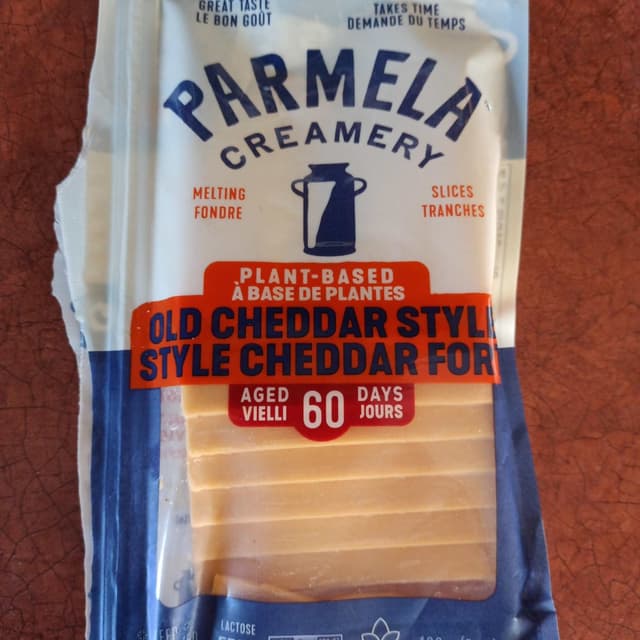 GREAT TASTE
LE BON GOÛT
TAKES TIME
DEMANDE DU TEMPS
PARMELA
CREAMERY
MELTING
FONDRE
SLICES
TRANCHES
PLANT-BASED
À BASE DE PLANTES
OLD CHEDDAR STYLE
STYLE CHEDDAR FOR
AGED
VIELLI
60
DAYS
JOURS
LACTOSE